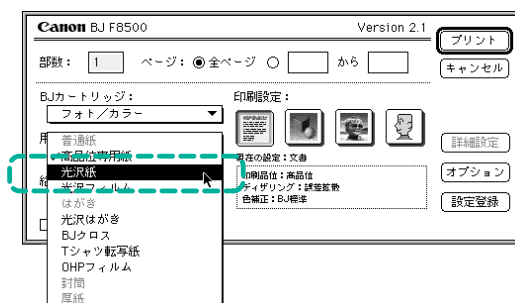 Canon BJ F8500 Version 2.1
プリント
部数： 1 ページ： 全ページ から
キャンセル
BJカートリッジ： 印刷設定：
フォト／カラー
用
普通紙
詳細設定
高品位専用紙
現在の設定：文書
光沢紙
印刷品位：高品位
オプション
給
光沢フィルム
ディザリング：誤差拡散
はがき
色補正：BJ標準
設定登録
光沢はがき
BJクロス
Tシャツ転写紙
OHPフィルム
封筒
厚紙